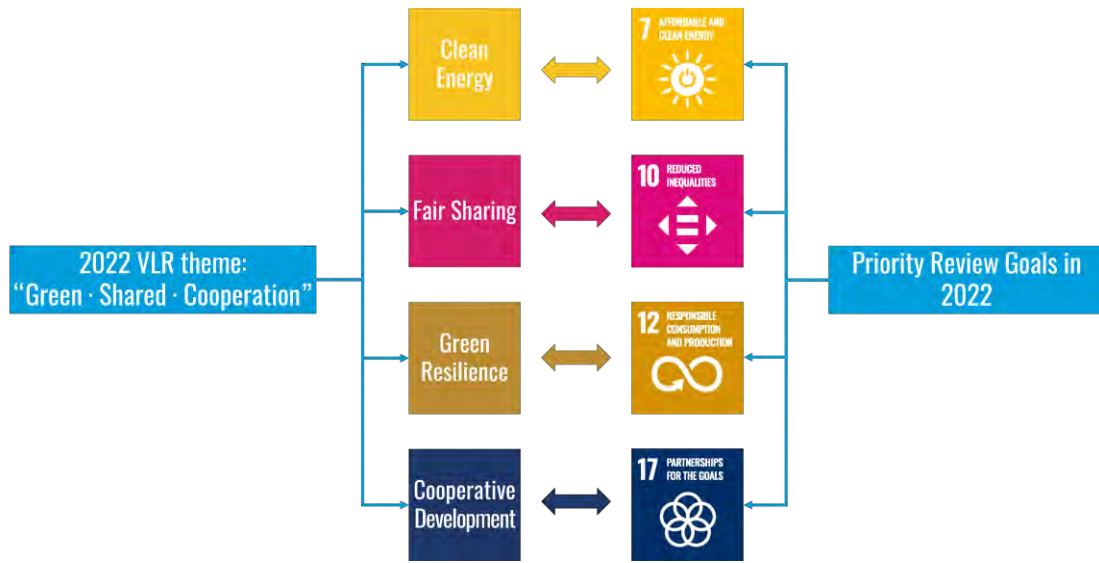 2022 VLR theme:
“Green · Shared · Cooperation”
Clean
Energy
7 AFFORDABLE AND
CLEAN ENERGY
Fair Sharing
10 REDUCED
INEQUALITIES
Green
Resilience
12 RESPONSIBLE
CONSUMPTION
AND PRODUCTION
Cooperative
Development
17 PARTNERSHIPS
FOR THE GOALS
Priority Review Goals in
2022